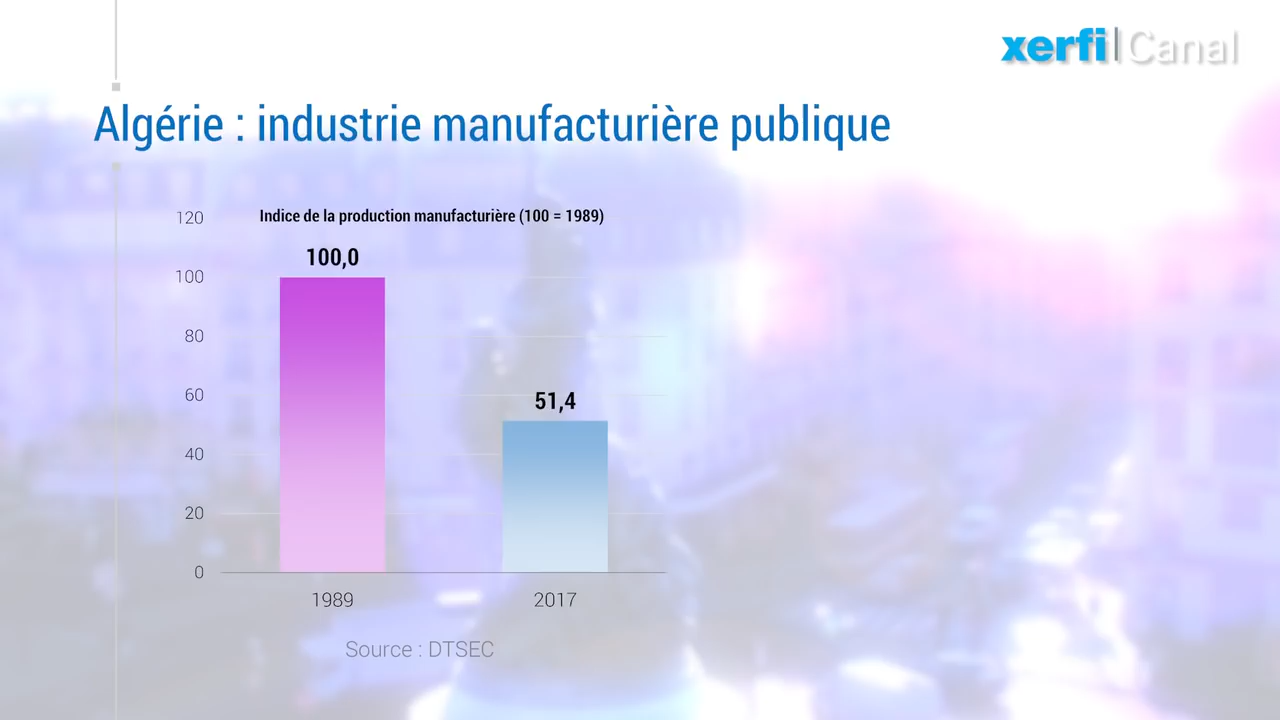 xerfi Canal
Algérie : industrie manufacturière publique
Indice de la production manufacturière (100 = 1989)
120
100
80
60
40
20
0
100,0
51,4
1989
2017
Source : DTSEC